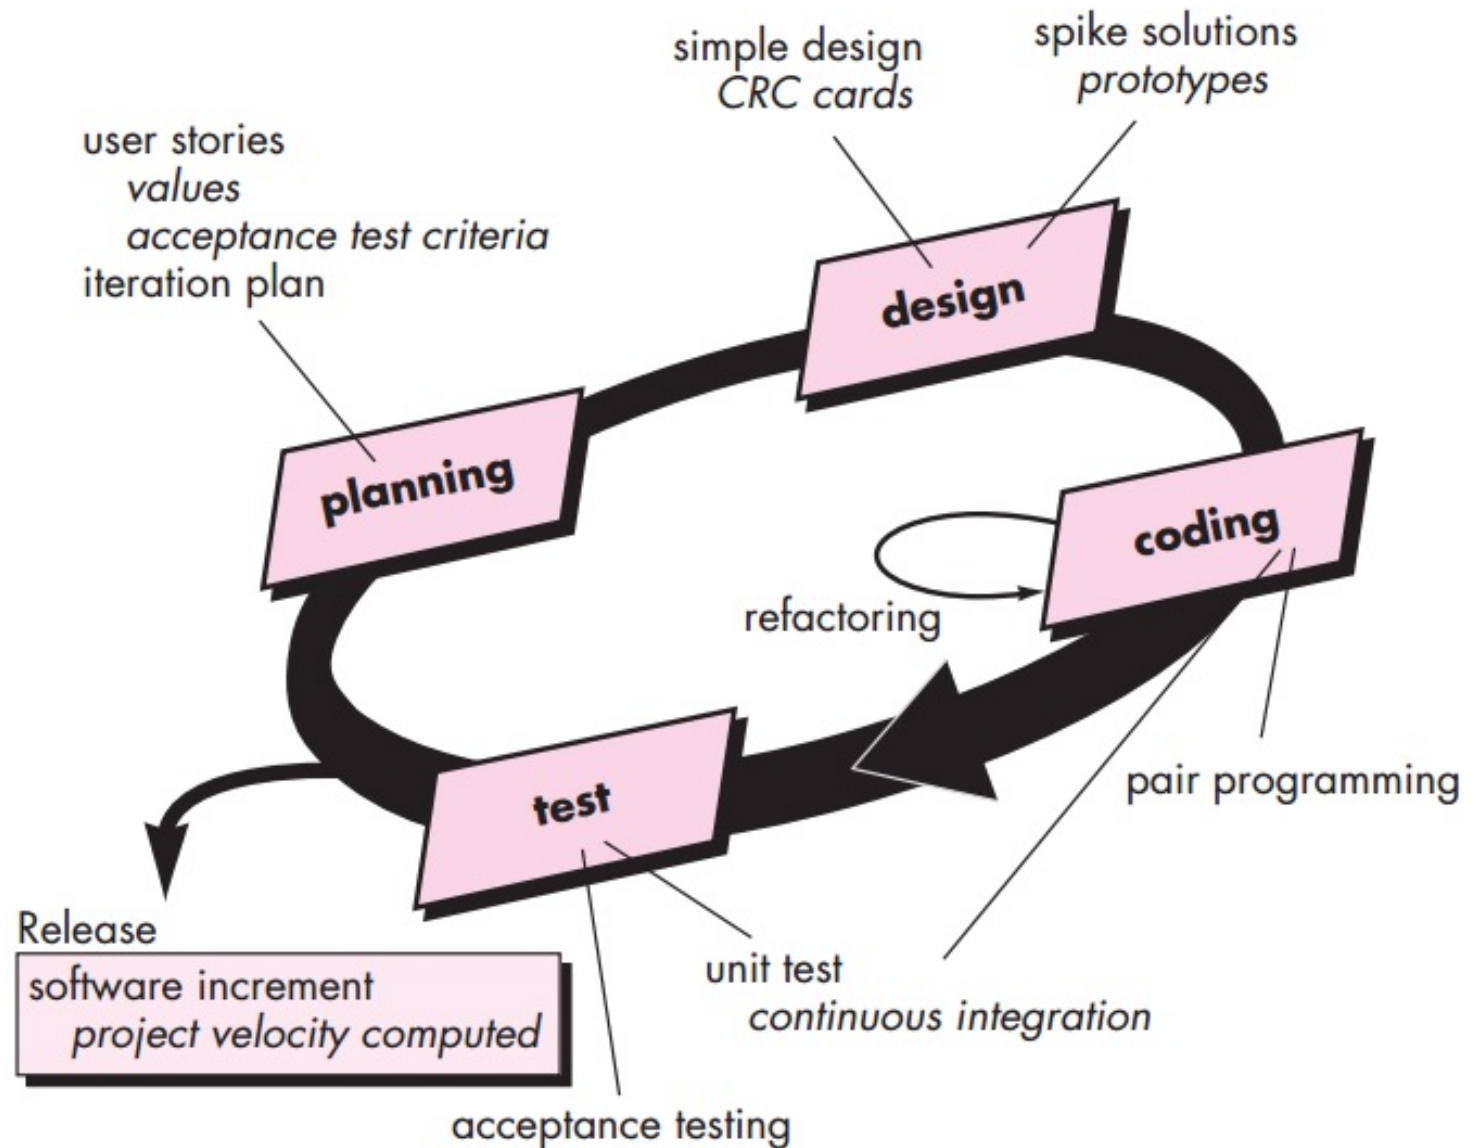 simple design
CRC cards
spike solutions
prototypes
user stories
values
acceptance test criteria
iteration plan
design
planning
coding
refactoring
test
pair programming
Release
software increment
project velocity computed
unit test
continuous integration
acceptance testing